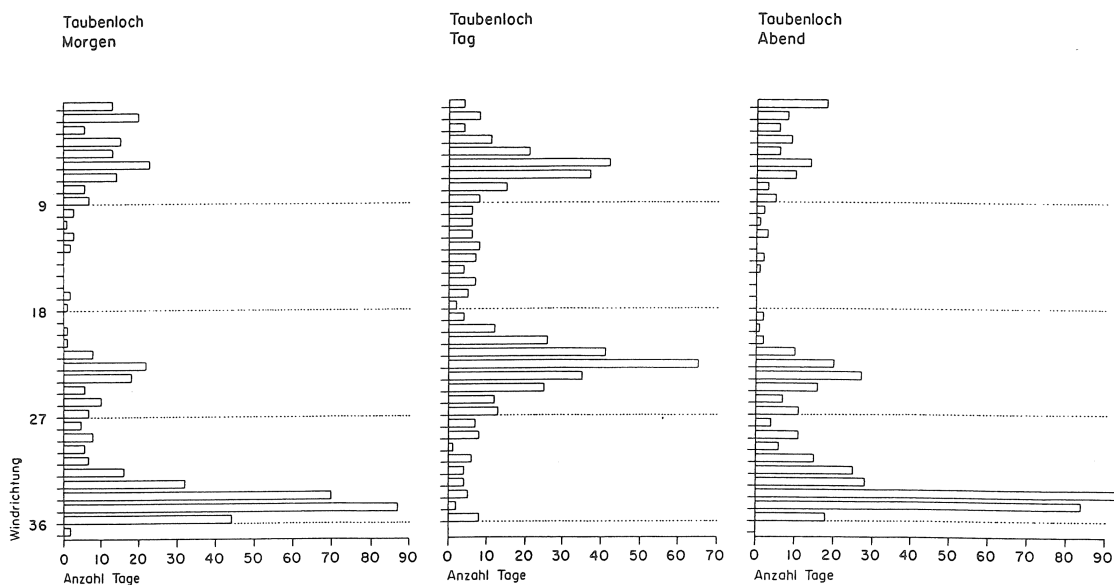 Taubenloch
Morgen
Taubenloch
Tag
Taubenloch
Abend
9
18
27
36
Windrichtung
0 10 20 30 40 50 60 70 80 90
Anzahl Tage
0 10 20 30 40 50 60 70
Anzahl Tage
0 10 20 30 40 50 60 70 80 90
Anzahl Tage